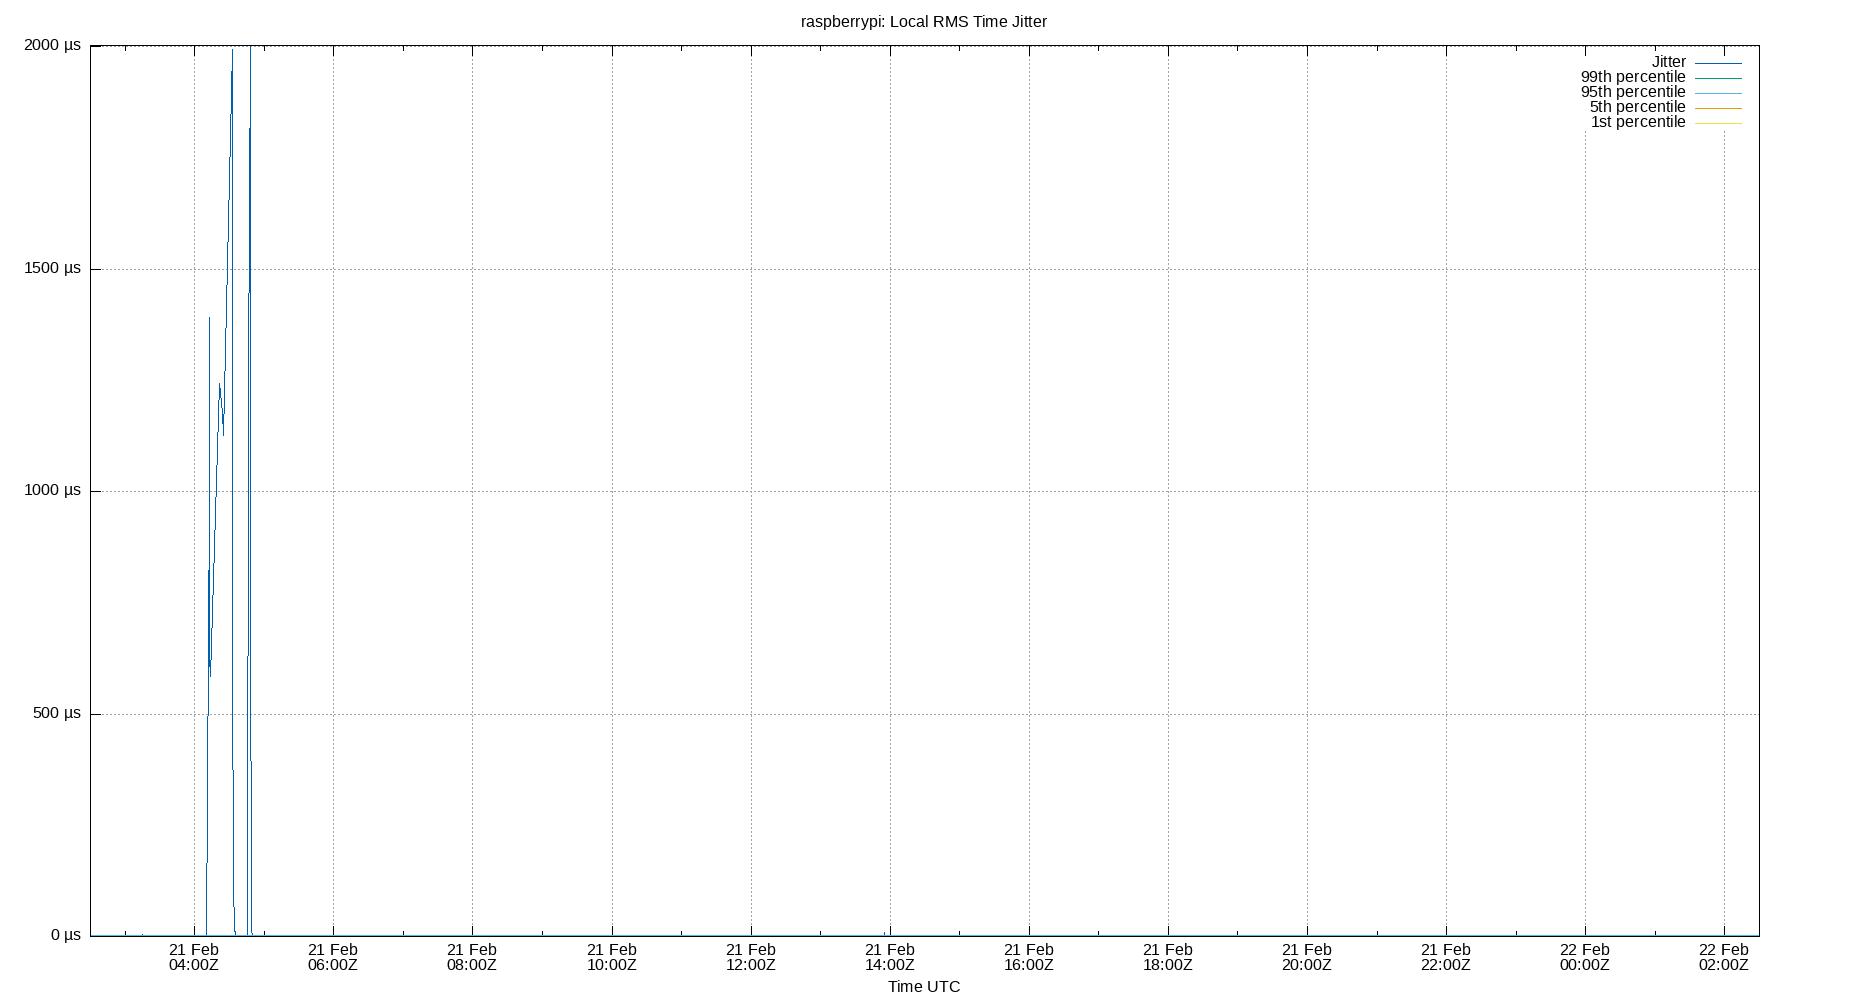 raspberrypi: Local RMS Time Jitter
2000 µs
1500 µs
1000 µs
500 µs
0 µs
Jitter
99th percentile
95th percentile
5th percentile
1st percentile
21 Feb 04:00Z
21 Feb 06:00Z
21 Feb 08:00Z
21 Feb 10:00Z
21 Feb 12:00Z
21 Feb 14:00Z
21 Feb 16:00Z
21 Feb 18:00Z
21 Feb 20:00Z
21 Feb 22:00Z
22 Feb 00:00Z
22 Feb 02:00Z
Time UTC